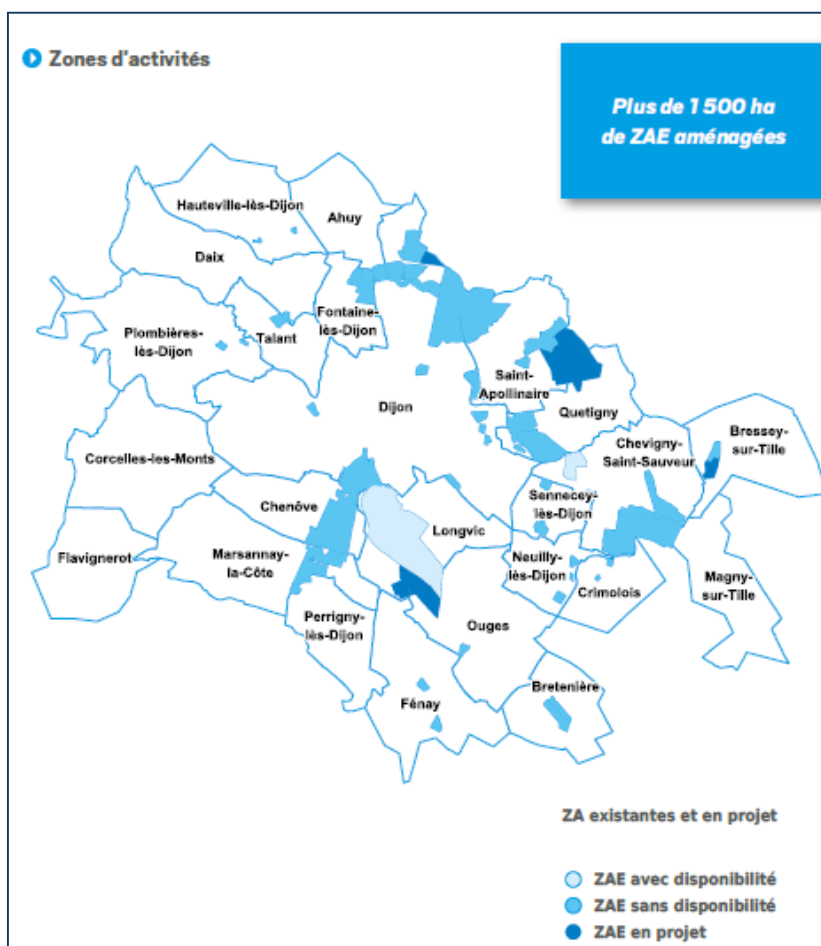 Zones d'activités
Plus de 1 500 ha
de ZAE aménagées
Hauteville-lès-Dijon
Ahuy
Daix
Fontaine-
lès-Dijon
Plombières-
lès-Dijon
Talant
Saint-
Apollinaire
Dijon
Quetigny
Chevigny-
Saint-Sauveur
Bressey-
sur-Tille
Corcelles-les-Monts
Sennecey-
lès-Dijon
Chenôve
Longvic
Flavignerot
Marsannay-
la-Côte
Neuilly-
lès-Dijon
Crimolois
Magny-
sur-Tille
Perrigny-
lès-Dijon
Ouges
Bretenière
Fénay
ZA existantes et en projet
ZAE avec disponibilité
ZAE sans disponibilité
ZAE en projet